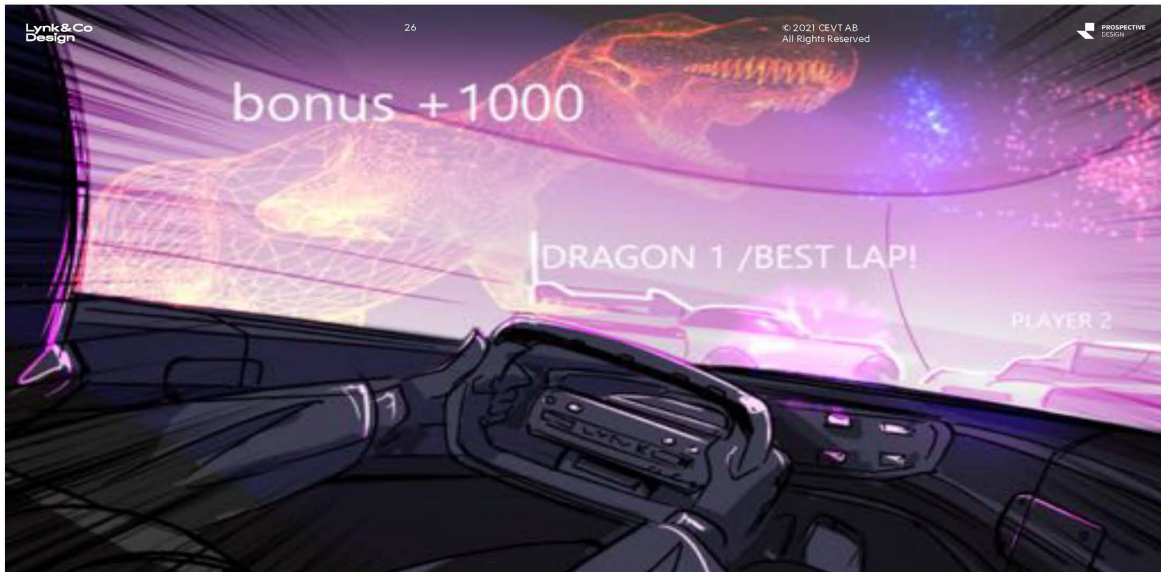 Lynk&Co
Design
26
© 2021 CEVT AB
All Rights Reserved
PROSPECTIVE
DESIGN
bonus +1000
DRAGON 1 /BEST LAP!
PLAYER 2